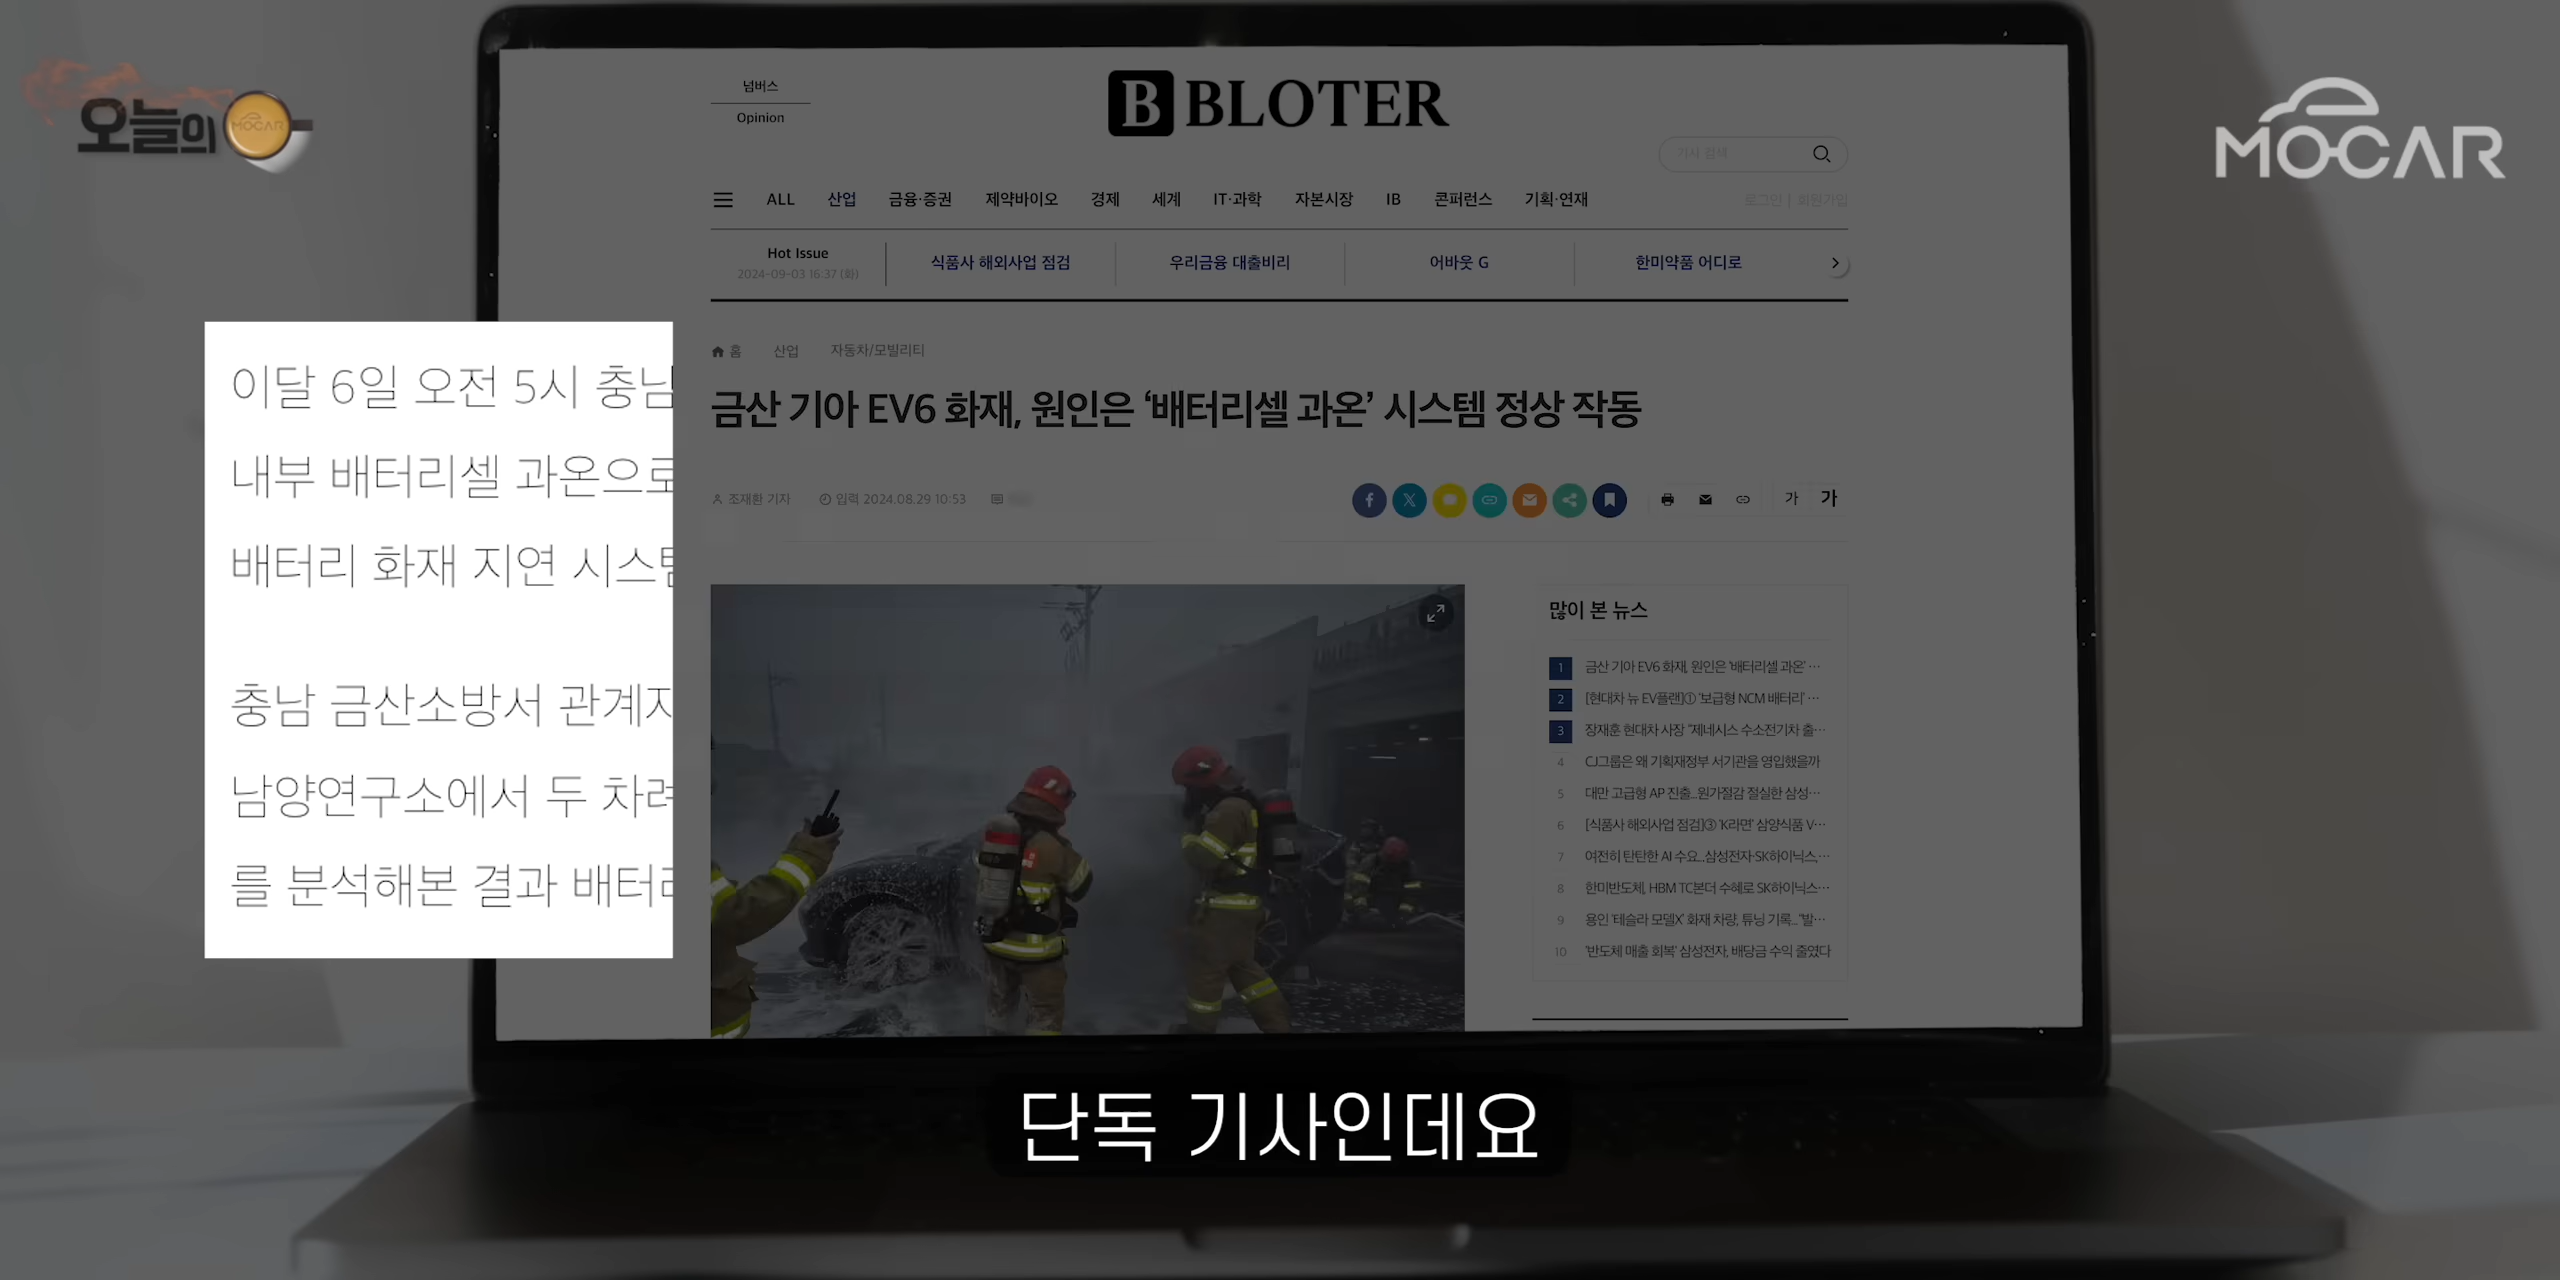 오늘의
MOCAR
MOCAR
넘버스
Opinion
B BLOTER
기사 검색
ALL 산업 금융·증권 제약바이오 경제 세계 IT·과학 자본시장 IB 콘퍼런스 기획·연재
로그인 | 회원가입
Hot Issue
2024-09-03 16:37 (화)
식품사 해외사업 점검
우리금융 대출비리
어바웃 G
한미약품 어디로
홈 산업 자동차/모빌리티
금산 기아 EV6 화재, 원인은 ‘배터리셀 과온’ 시스템 정상 작동
조재환 기자 입력 2024.08.29 10:53
가 가
이달 6일 오전 5시 충남
내부 배터리셀 과온으로
배터리 화재 지연 시스템
충남 금산소방서 관계자
남양연구소에서 두 차례
를 분석해본 결과 배터리
많이 본 뉴스
1 금산 기아 EV6 화재, 원인은 ‘배터리셀 과온’ …
2 [현대차 뉴 EV플랜]① ‘보급형 NCM 배터리’ …
3 장재훈 현대차 사장 “제네시스 수소전기차 출…
4 CJ그룹은 왜 기획재정부 서기관을 영입했을까
5 대만 고급형 AP 진출…원가절감 절실한 삼성…
6 [식품사 해외사업 점검]③ ‘K라면’ 삼양식품 V…
7 여전히 탄탄한 AI 수요…삼성전자·SK하이닉스,…
8 한미반도체, HBM TC본더 수혜로 SK하이닉스…
9 용인 ‘테슬라 모델X’ 화재 차량, 튜닝 기록…“발…
10 ‘반도체 매출 회복’ 삼성전자, 배당금 수익 줄였다
단독 기사인데요